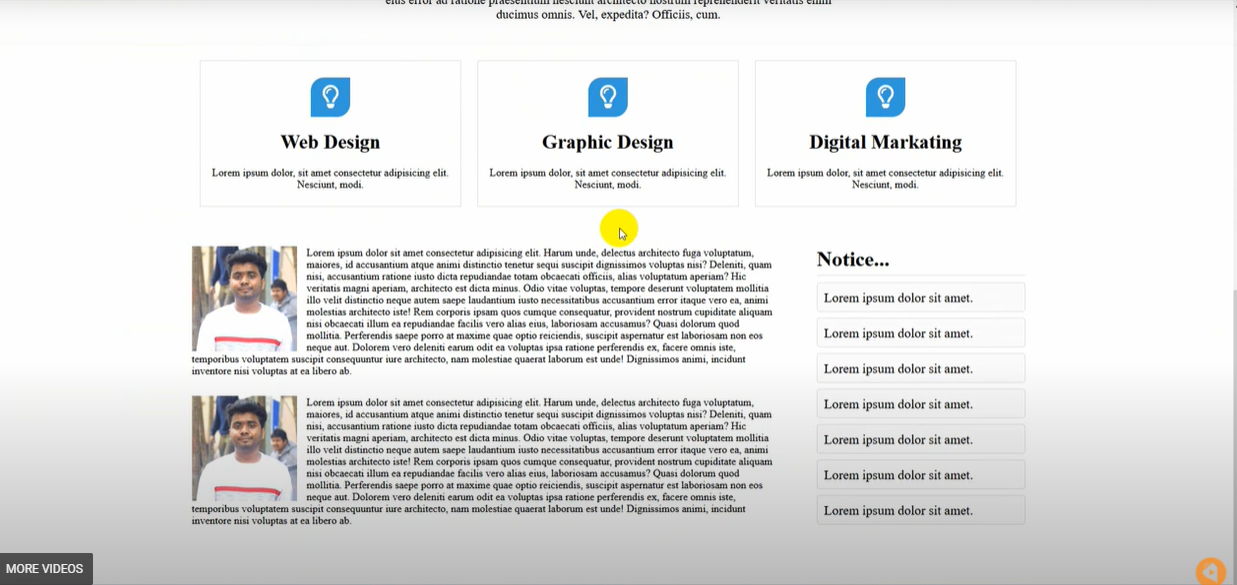 eius error ad ratione praesentium nesciunt architecto nostrum reprehenderit veritatis enim
ducimus omnis. Vel, expedita? Officiis, cum.
Web Design
Lorem ipsum dolor, sit amet consectetur adipisicing elit.
Nesciunt, modi.
Graphic Design
Lorem ipsum dolor, sit amet consectetur adipisicing elit.
Nesciunt, modi.
Digital Markating
Lorem ipsum dolor, sit amet consectetur adipisicing elit.
Nesciunt, modi.
Lorem ipsum dolor sit amet consectetur adipisicing elit. Harum unde, delectus architecto fuga voluptatum,
maiores, id accusantium atque animi distinctio tenetur sequi suscipit dignissimos voluptas nisi? Deleniti, quam
nisi, accusantium ratione iusto dicta repudiandae totam obcaecati officiis, alias voluptatum aperiam? Hic
veritatis magni aperiam, architecto est dicta minus. Odio vitae voluptas, tempore deserunt voluptatem mollitia
illo velit distinctio neque autem saepe laudantium iusto necessitatibus accusantium error itaque vero ea, animi
molestias architecto iste! Rem corporis ipsam quos cumque consequatur, provident nostrum cupiditate aliquam
nisi obcaecati illum ea repudiandae facilis vero alias eius, laboriosam accusamus? Quasi dolorum quod
mollitia. Perferendis saepe porro at maxime quae optio reiciendis, suscipit aspernatur est laboriosam non eos
neque aut. Dolorem vero deleniti earum odit ea voluptas ipsa ratione perferendis ex, facere omnis iste,
temporibus voluptatem suscipit consequuntur iure architecto, nam molestiae quaerat laborum est unde! Dignissimos animi, incidunt
inventore nisi voluptas at ea libero ab.
Lorem ipsum dolor sit amet consectetur adipisicing elit. Harum unde, delectus architecto fuga voluptatum,
maiores, id accusantium atque animi distinctio tenetur sequi suscipit dignissimos voluptas nisi? Deleniti, quam
nisi, accusantium ratione iusto dicta repudiandae totam obcaecati officiis, alias voluptatum aperiam? Hic
veritatis magni aperiam, architecto est dicta minus. Odio vitae voluptas, tempore deserunt voluptatem mollitia
illo velit distinctio neque autem saepe laudantium iusto necessitatibus accusantium error itaque vero ea, animi
molestias architecto iste! Rem corporis ipsam quos cumque consequatur, provident nostrum cupiditate aliquam
nisi obcaecati illum ea repudiandae facilis vero alias eius, laboriosam accusamus? Quasi dolorum quod
mollitia. Perferendis saepe porro at maxime quae optio reiciendis, suscipit aspernatur est laboriosam non eos
neque aut. Dolorem vero deleniti earum odit ea voluptas ipsa ratione perferendis ex, facere omnis iste,
temporibus voluptatem suscipit consequuntur iure architecto, nam molestiae quaerat laborum est unde! Dignissimos animi, incidunt
inventore nisi voluptas at ea libero ab.
Notice...
Lorem ipsum dolor sit amet.
Lorem ipsum dolor sit amet.
Lorem ipsum dolor sit amet.
Lorem ipsum dolor sit amet.
Lorem ipsum dolor sit amet.
Lorem ipsum dolor sit amet.
Lorem ipsum dolor sit amet.
MORE VIDEOS